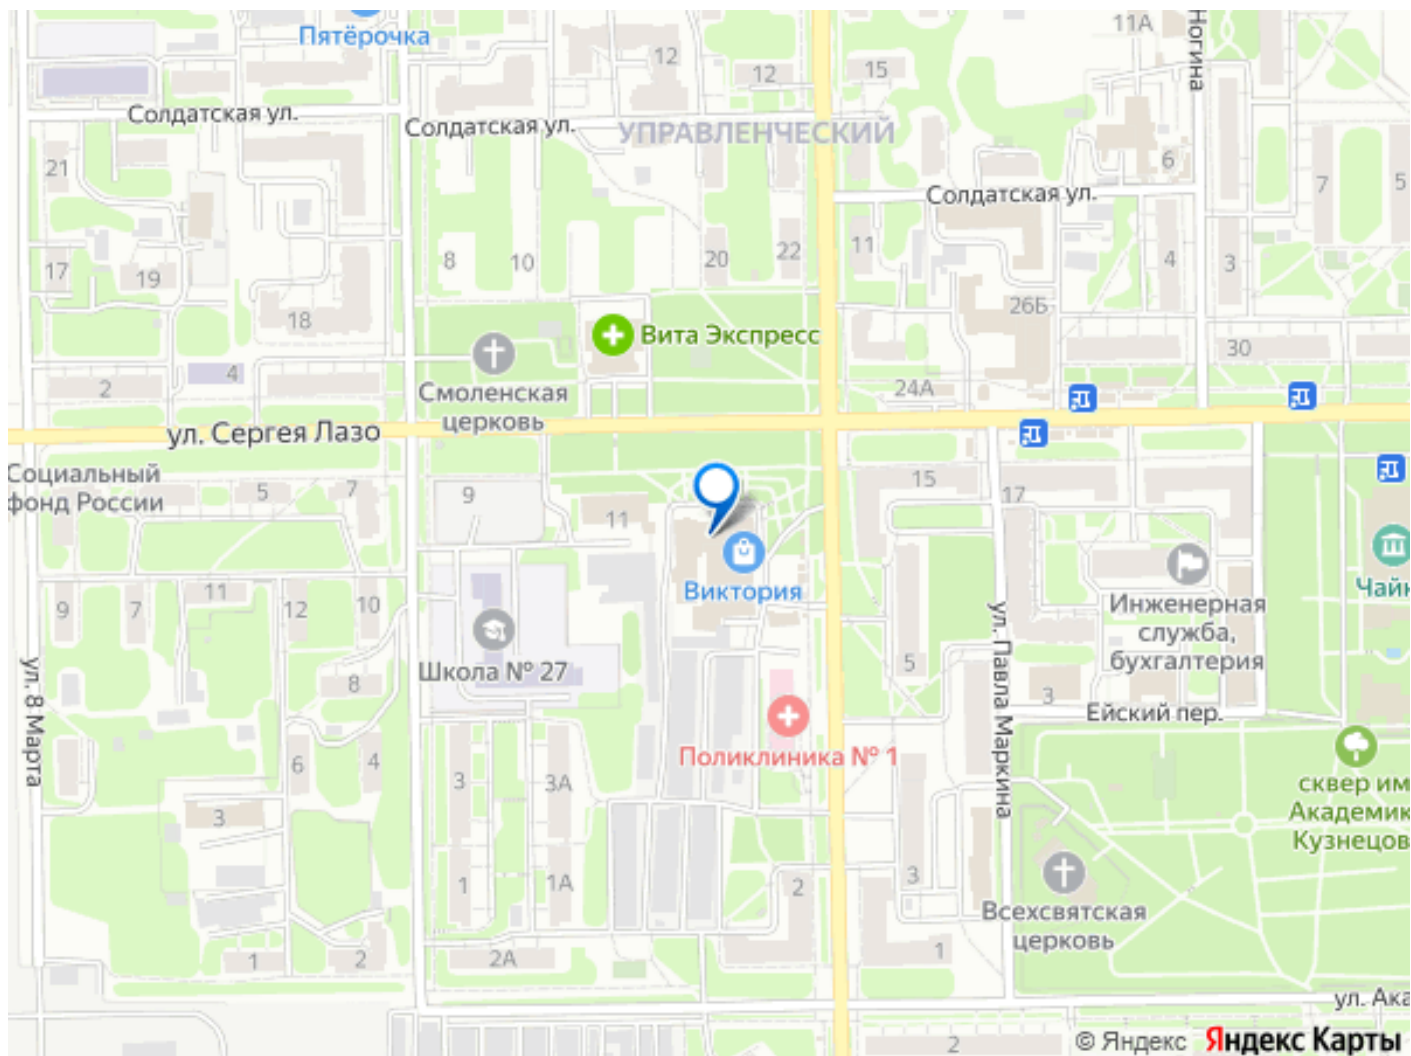 Пятёрочка
11А
Ногина
12
12
15
Солдатская ул.
Солдатская ул.
УПРАВЛЕНЧЕСКИЙ
21
6
7
5
Солдатская ул.
17
19
8
10
20
22
11
4
3
18
26Б
Вита Экспресс
30
2
4
Смоленская
церковь
24А
ул. Сергея Лазо
Социальный
фонд России
5
7
9
11
15
17
Виктория
Чайк
9
7
11
12
10
Инженерная
служба,
бухгалтерия
Школа № 27
8
5
3
ул. 8 Марта
ул. Павла Маркина
Ейский пер.
Поликлиника № 1
6
4
3
3А
сквер им
Академик
Кузнецов
3
1
1А
2
3
Всехсвятская
церковь
1
2
2А
1
ул. Ака
2
© Яндекс Яндекс Карты